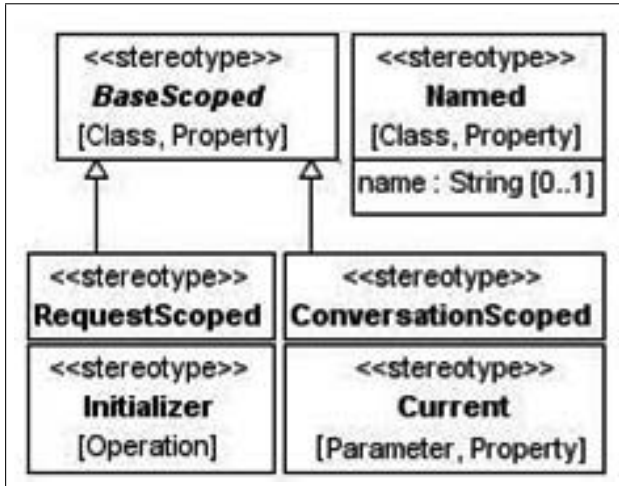 <<stereotype>>
BaseScoped
[Class, Property]
<<stereotype>>
Named
[Class, Property]
name : String [0..1]
<<stereotype>>
RequestScoped
<<stereotype>>
ConversationScoped
<<stereotype>>
Initializer
[Operation]
<<stereotype>>
Current
[Parameter, Property]